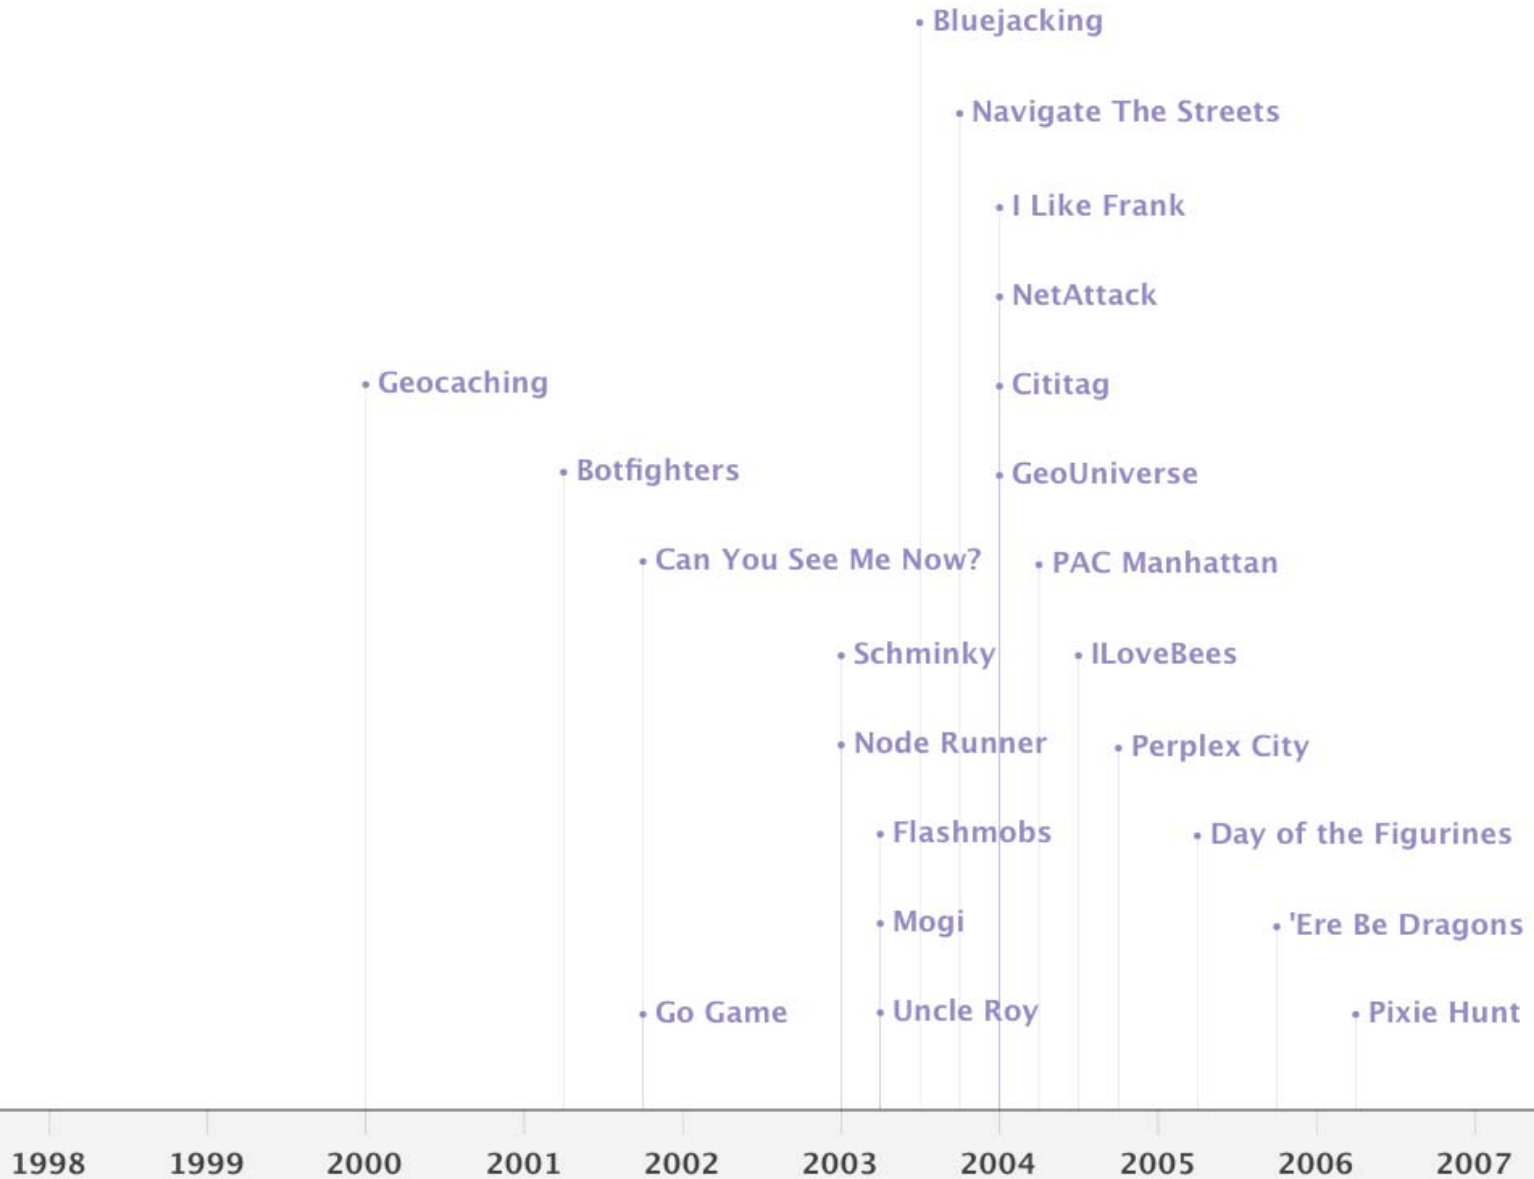 Bluejacking
Navigate The Streets
I Like Frank
NetAttack
Geocaching
Cititag
Botfighters
GeoUniverse
Can You See Me Now?
PAC Manhattan
Schminky
ILoveBees
Node Runner
Perplex City
Flashmobs
Day of the Figurines
Mogi
'Ere Be Dragons
Go Game
Uncle Roy
Pixie Hunt
1998 1999 2000 2001 2002 2003 2004 2005 2006 2007